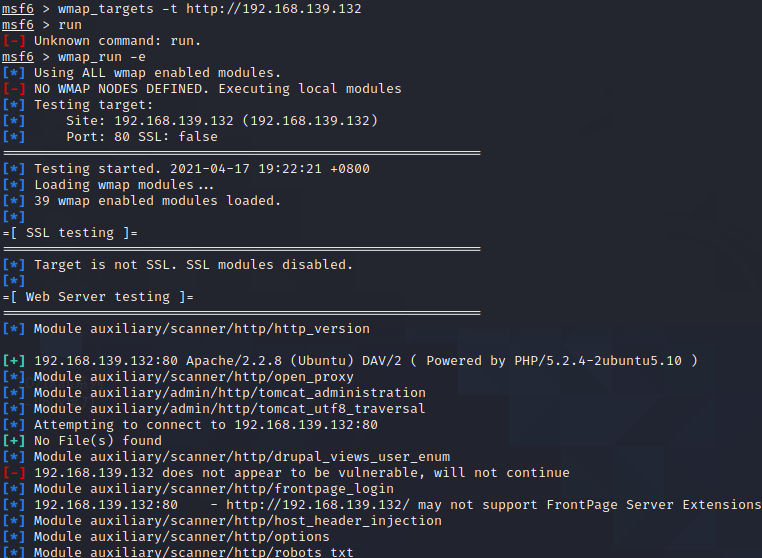 msf6 > wmap_targets -t http://192.168.139.132
msf6 > run
[-] Unknown command: run.
msf6 > wmap_run -e
[*] Using ALL wmap enabled modules.
[-] NO WMAP NODES DEFINED. Executing local modules
[*] Testing target:
[*]     Site: 192.168.139.132 (192.168.139.132)
[*]     Port: 80 SSL: false
============================================================
[*] Testing started. 2021-04-17 19:22:21 +0800
[*] Loading wmap modules...
[*] 39 wmap enabled modules loaded.
[*]
=[ SSL testing ]=
============================================================
[*] Target is not SSL. SSL modules disabled.
[*]
=[ Web Server testing ]=
============================================================
[*] Module auxiliary/scanner/http/http_version
[+] 192.168.139.132:80 Apache/2.2.8 (Ubuntu) DAV/2 ( Powered by PHP/5.2.4-2ubuntu5.10 )
[*] Module auxiliary/scanner/http/open_proxy
[*] Module auxiliary/admin/http/tomcat_administration
[*] Module auxiliary/admin/http/tomcat_utf8_traversal
[*] Attempting to connect to 192.168.139.132:80
[+] No File(s) found
[*] Module auxiliary/scanner/http/drupal_views_user_enum
[-] 192.168.139.132 does not appear to be vulnerable, will not continue
[*] Module auxiliary/scanner/http/frontpage_login
[*] 192.168.139.132:80    - http://192.168.139.132/ may not support FrontPage Server Extensions
[*] Module auxiliary/scanner/http/host_header_injection
[*] Module auxiliary/scanner/http/options
[*] Module auxiliary/scanner/http/robots_txt